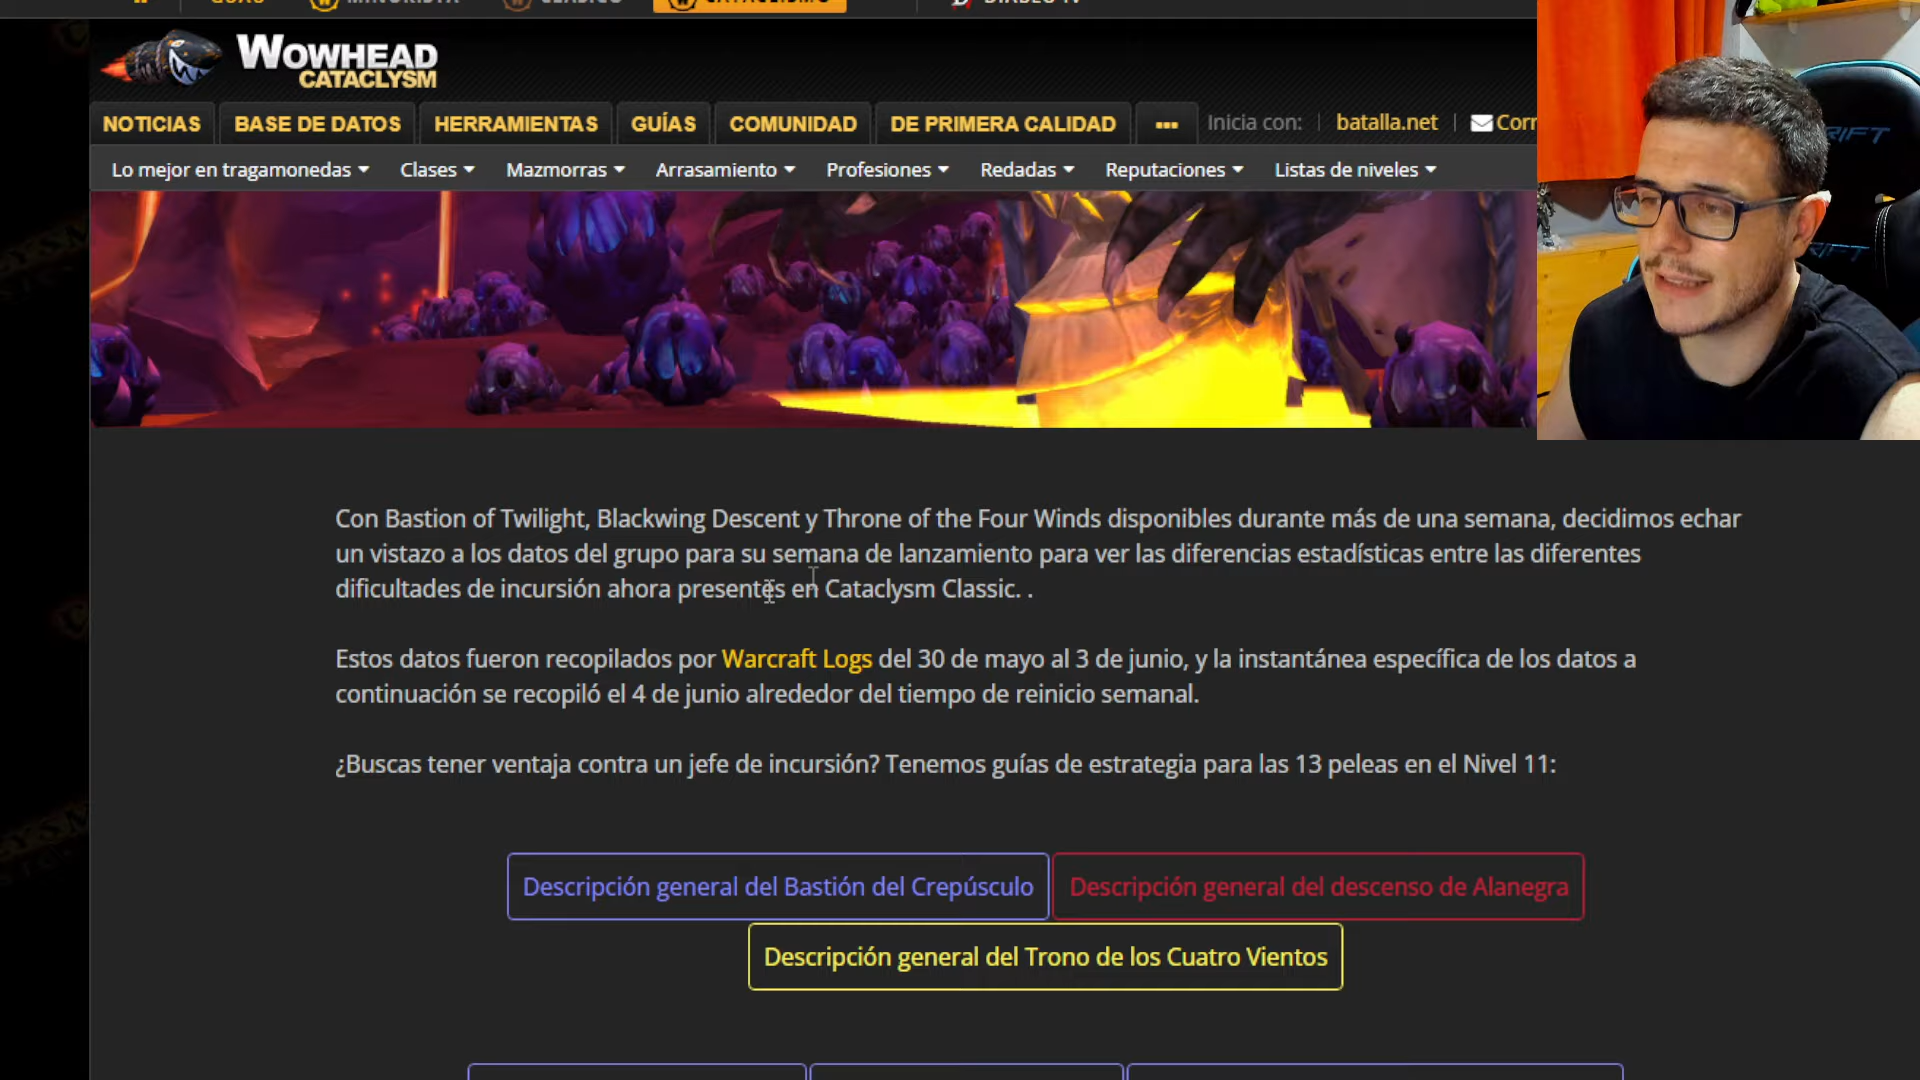 GUÍAS MINORISTA CLÁSICO CATACLISMO DIABLO IV
WOWHEAD
CATACLYSM
NOTICIAS BASE DE DATOS HERRAMIENTAS GUÍAS COMUNIDAD DE PRIMERA CALIDAD ... Inicia con: | batalla.net | Corr
Lo mejor en tragamonedas Clases Mazmorras Arrasamiento Profesiones Redadas Reputaciones Listas de niveles
Con Bastion of Twilight, Blackwing Descent y Throne of the Four Winds disponibles durante más de una semana, decidimos echar
un vistazo a los datos del grupo para su semana de lanzamiento para ver las diferencias estadísticas entre las diferentes
dificultades de incursión ahora presentes en Cataclysm Classic. .
Estos datos fueron recopilados por Warcraft Logs del 30 de mayo al 3 de junio, y la instantánea específica de los datos a
continuación se recopiló el 4 de junio alrededor del tiempo de reinicio semanal.
¿Buscas tener ventaja contra un jefe de incursión? Tenemos guías de estrategia para las 13 peleas en el Nivel 11:
Descripción general del Bastión del Crepúsculo Descripción general del descenso de Alanegra
Descripción general del Trono de los Cuatro Vientos